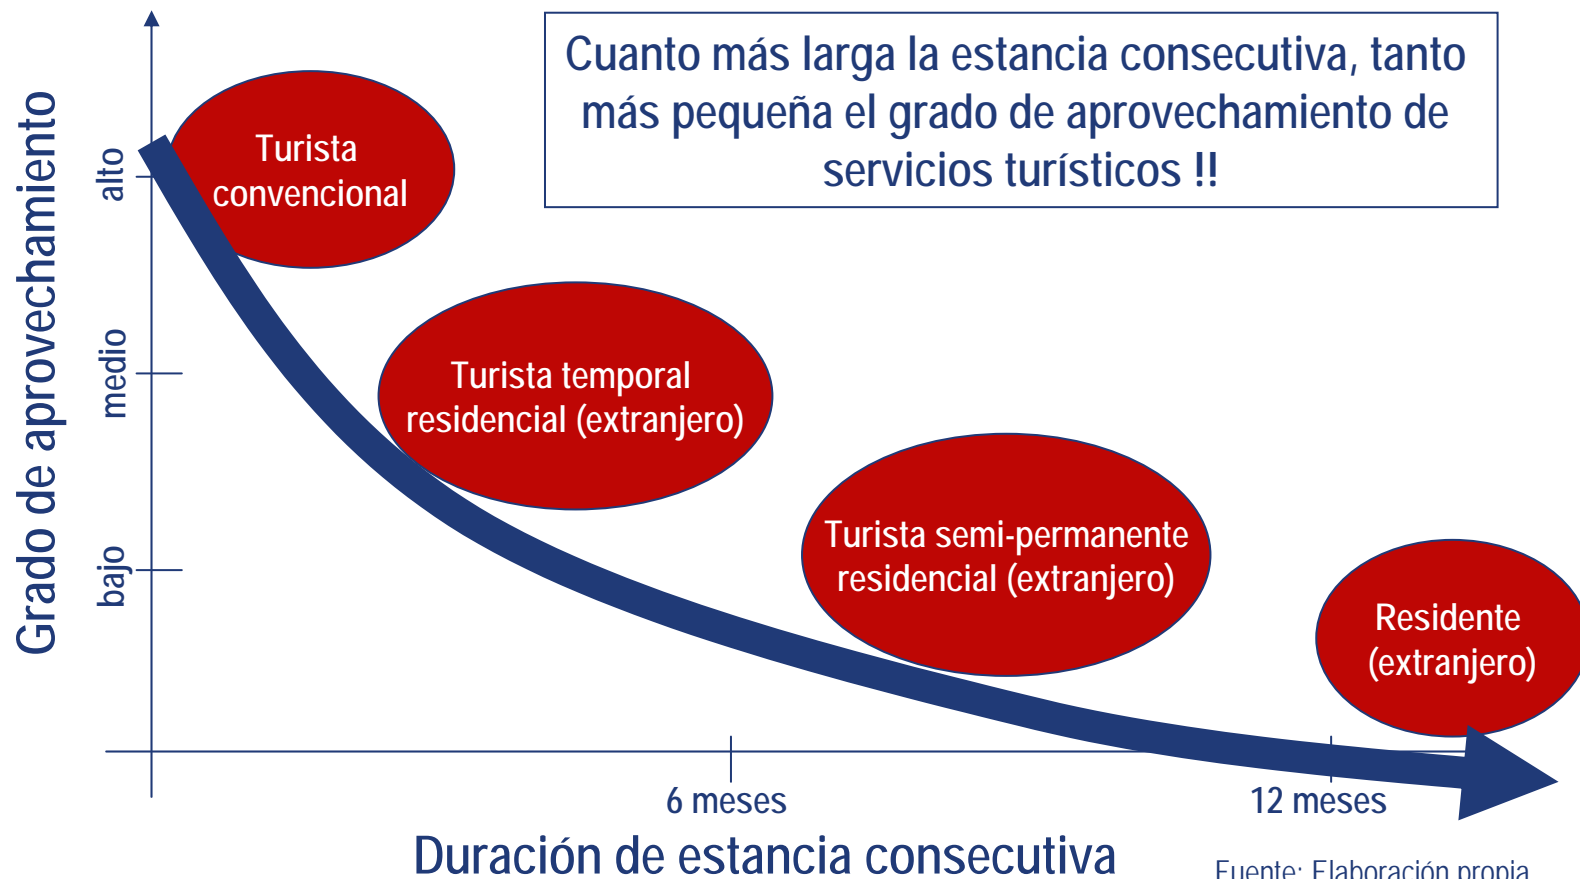 Cuanto más larga la estancia consecutiva, tanto
más pequeña el grado de aprovechamiento de
servicios turísticos !!
Grado de aprovechamiento
alto
medio
bajo
Turista
convencional
Turista temporal
residencial (extranjero)
Turista semi-permanente
residencial (extranjero)
Residente
(extranjero)
6 meses
12 meses
Duración de estancia consecutiva
Fuente: Elaboración propia